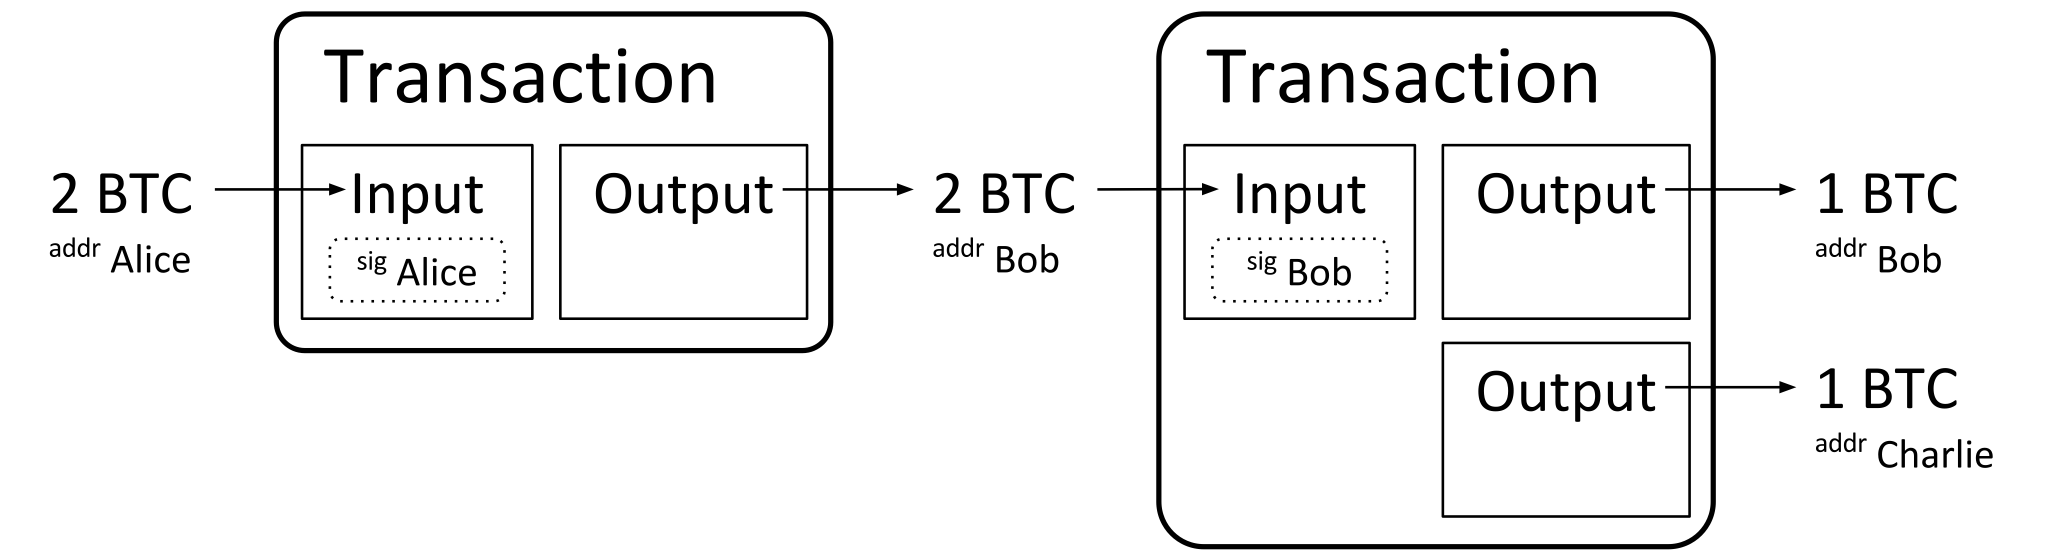 Transaction
Transaction
2 BTC
addr Alice
Input
sig Alice
Output
2 BTC
addr Bob
Input
sig Bob
Output
1 BTC
addr Bob
Output
1 BTC
addr Charlie